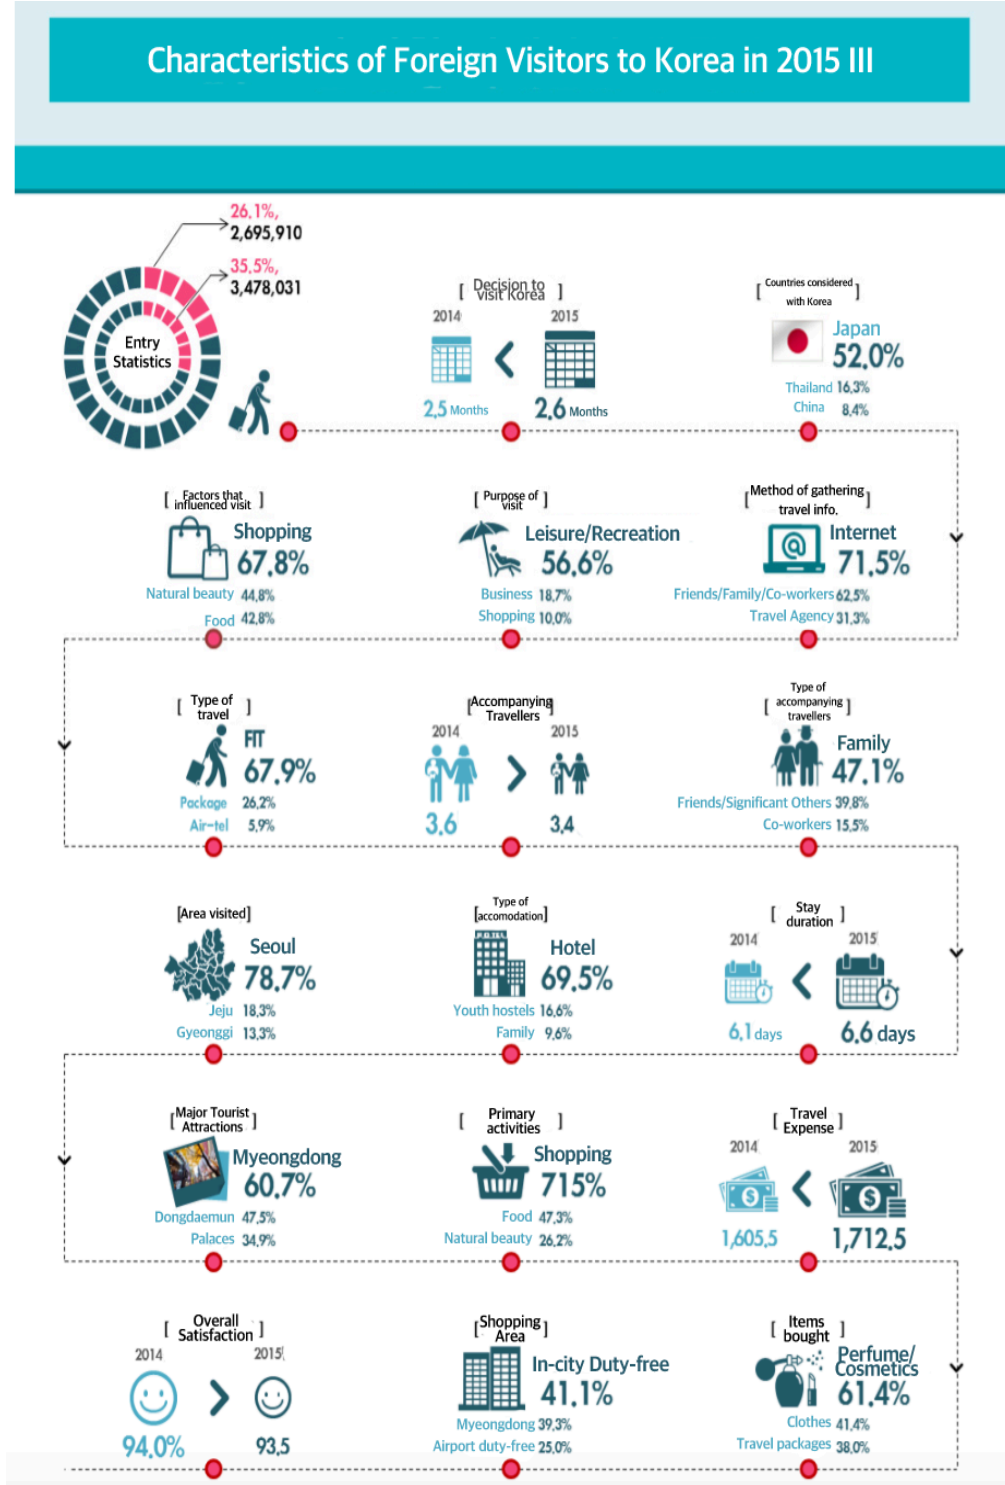 Characteristics of Foreign Visitors to Korea in 2015 III
26.1%,
2,695,910
35.5%,
3,478,031
Entry
Statistics
[ Decision to
visit Korea ]
2014
2015
<
2.5 Months
2.6 Months
[ Countries considered ]
with Korea
Japan
52.0%
Thailand 16.3%
China 8.4%
[ Factors that
influenced visit ]
Shopping
67.8%
Natural beauty 44.8%
Food 42.8%
[ Purpose of ]
visit
Leisure/Recreation
56.6%
Business 18.7%
Shopping 10.0%
[ Method of gathering ]
travel info.
@
Internet
71.5%
Friends/Family/Co-workers 62.5%
Travel Agency 31.3%
[ Type of ]
travel
FIT
67.9%
Package 26.2%
Air-tel 5.9%
[Accompanying]
Travellers
2014
2015
>
3.6
3.4
Type of
[ accompanying ]
travellers
Family
47.1%
Friends/Significant Others 39.8%
Co-workers 15.5%
[Area visited]
Seoul
78.7%
Jeju 18.3%
Gyeonggi 13.3%
Type of
[accomodation]
HOTEL
Hotel
69.5%
Youth hostels 16.6%
Family 9.6%
[ Stay ]
duration
2014
2015
<
6.1 days
6.6 days
[ Major Tourist ]
Attractions
Myeongdong
60.7%
Dongdaemun 47.5%
Palaces 34.9%
[ Primary ]
activities
Shopping
715%
Food 47.3%
Natural beauty 26.2%
[ Travel ]
Expense
2014
2015
$
<
$
1,605.5
1,712.5
[ Overall ]
Satisfaction
2014
2015
>
94.0%
93.5
[Shopping]
Area
In-city Duty-free
41.1%
Myeongdong 39.3%
Airport duty-free 25.0%
[ Items ]
bought
Perfume/
Cosmetics
61.4%
Clothes 41.4%
Travel packages 38.0%